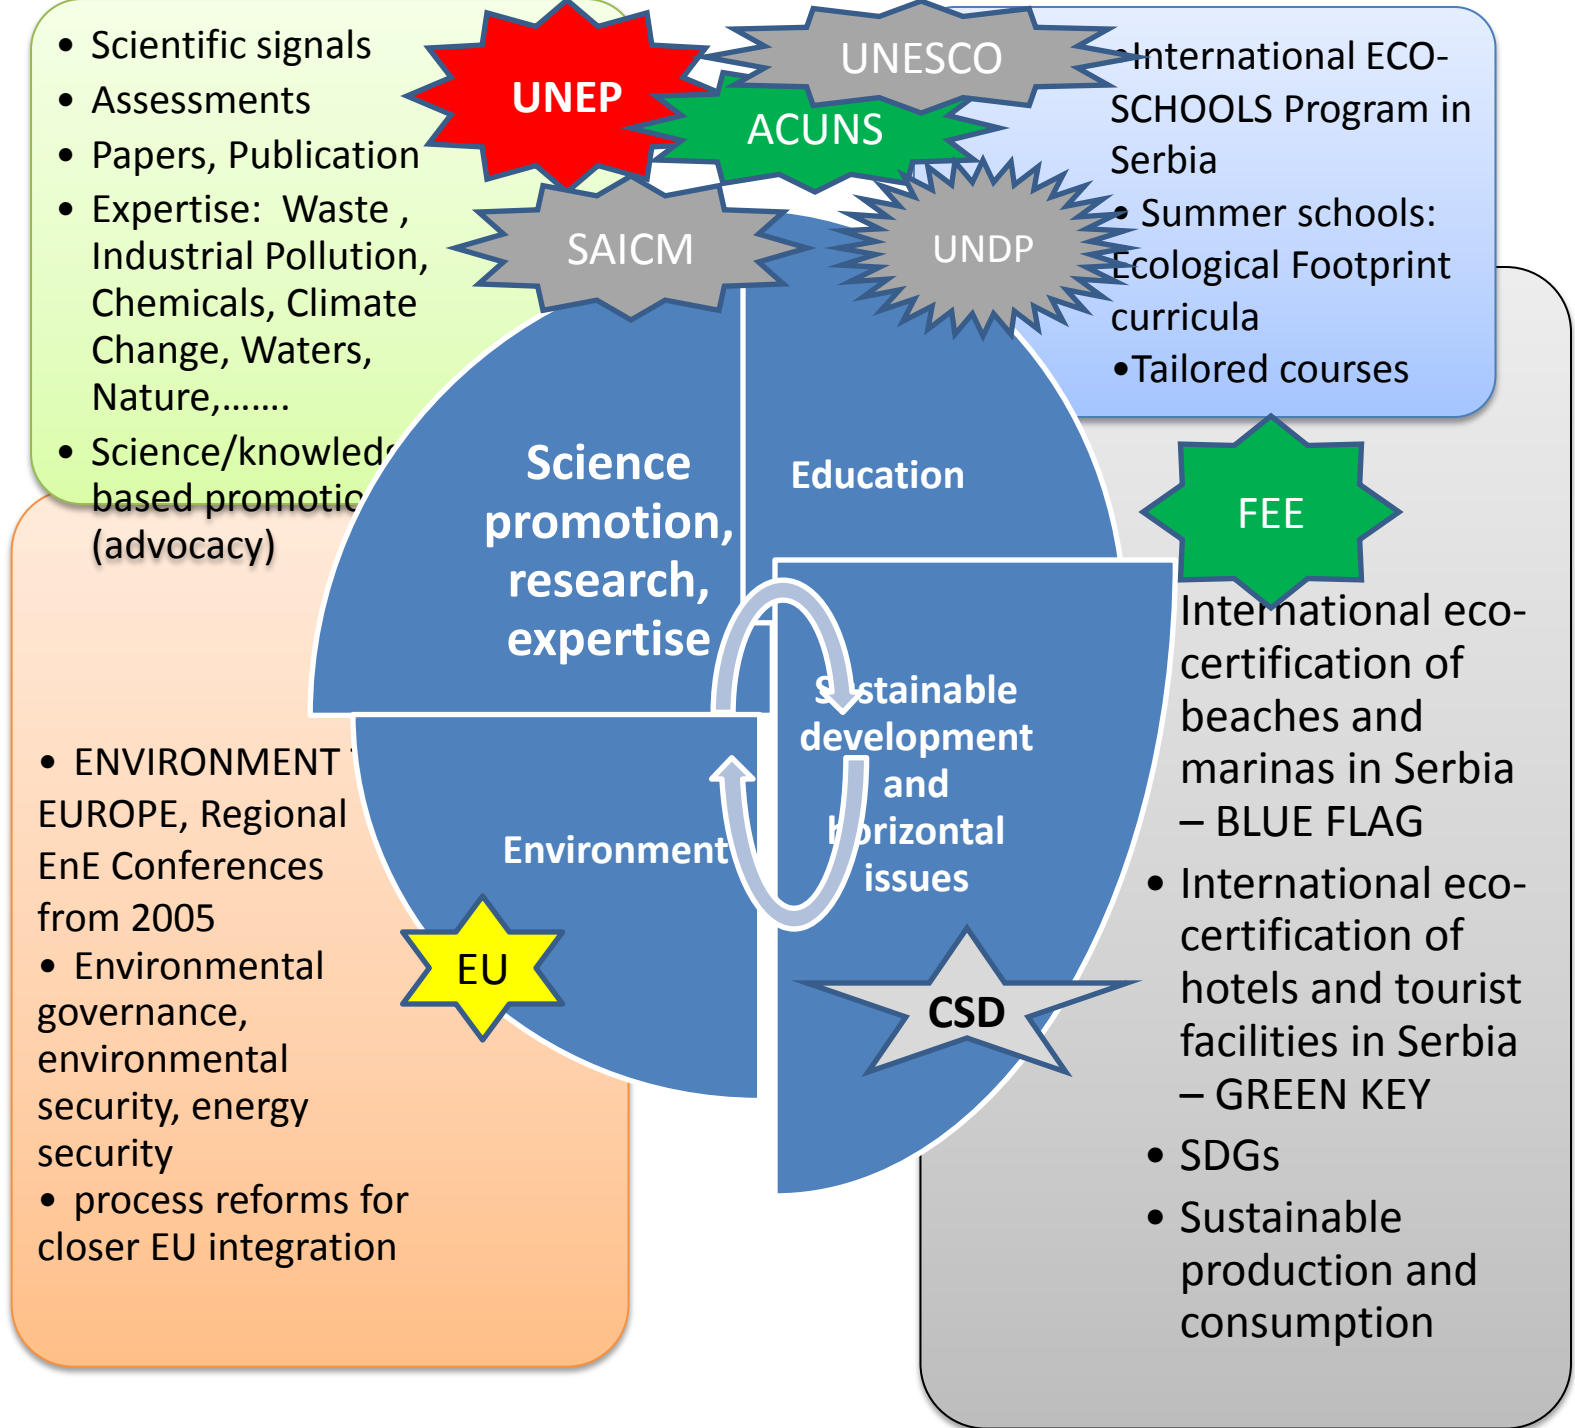 • Scientific signals
• Assessments
• Papers, Publication
• Expertise: Waste ,
Industrial Pollution,
Chemicals, Climate
Change, Waters,
Nature,…….
• Science/knowled
based promotio
(advocacy)
UNEP
UNESCO
ACUNS
SAICM
UNDP
•International ECO-
SCHOOLS Program in
Serbia
• Summer schools:
Ecological Footprint
curricula
•Tailored courses
Science
promotion,
research,
expertise
Education
FEE
Sustainable
development
and
horizontal
issues
Environment
International eco-
certification of
beaches and
marinas in Serbia
– BLUE FLAG
• International eco-
certification of
hotels and tourist
facilities in Serbia
– GREEN KEY
• SDGs
• Sustainable
production and
consumption
• ENVIRONMENT
EUROPE, Regional
EnE Conferences
from 2005
• Environmental
governance,
environmental
security, energy
security
• process reforms for
closer EU integration
EU
CSD